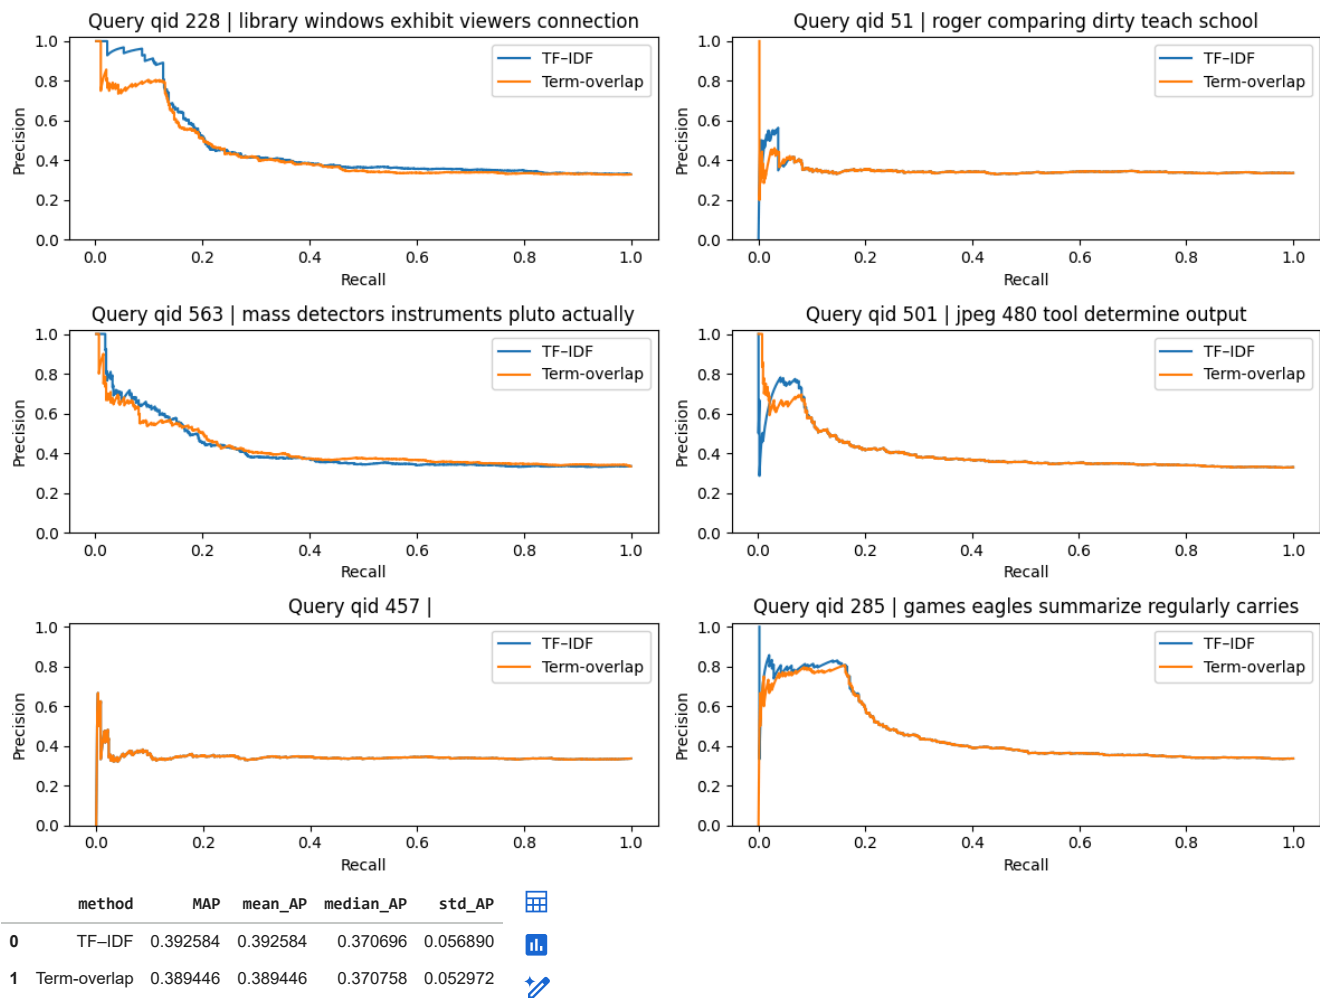 Query qid 228 | library windows exhibit viewers connection
1.0
0.8
0.6
0.4
0.2
0.0
Precision
TF–IDF
Term-overlap
0.0 0.2 0.4 0.6 0.8 1.0
Recall
Query qid 51 | roger comparing dirty teach school
1.0
0.8
0.6
0.4
0.2
0.0
Precision
TF–IDF
Term-overlap
0.0 0.2 0.4 0.6 0.8 1.0
Recall
Query qid 563 | mass detectors instruments pluto actually
1.0
0.8
0.6
0.4
0.2
0.0
Precision
TF–IDF
Term-overlap
0.0 0.2 0.4 0.6 0.8 1.0
Recall
Query qid 501 | jpeg 480 tool determine output
1.0
0.8
0.6
0.4
0.2
0.0
Precision
TF–IDF
Term-overlap
0.0 0.2 0.4 0.6 0.8 1.0
Recall
Query qid 457 |
1.0
0.8
0.6
0.4
0.2
0.0
Precision
TF–IDF
Term-overlap
0.0 0.2 0.4 0.6 0.8 1.0
Recall
Query qid 285 | games eagles summarize regularly carries
1.0
0.8
0.6
0.4
0.2
0.0
Precision
TF–IDF
Term-overlap
0.0 0.2 0.4 0.6 0.8 1.0
Recall
method MAP mean_AP median_AP std_AP
0 TF–IDF 0.392584 0.392584 0.370696 0.056890
1 Term-overlap 0.389446 0.389446 0.370758 0.052972